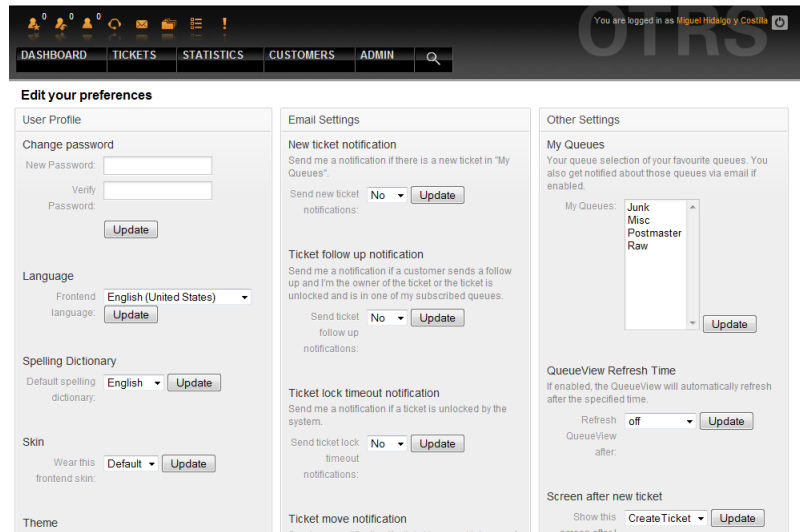 0 0 0
You are logged in as Miguel Hidalgo y Costilla
OTRS
DASHBOARD TICKETS STATISTICS CUSTOMERS ADMIN
Edit your preferences
User Profile
Change password
New Password:
Verify
Password:
Update
Language
Frontend English (United States)
language: Update
Spelling Dictionary
Default spelling English Update
dictionary:
Skin
Wear this Default Update
frontend skin:
Theme
Email Settings
New ticket notification
Send me a notification if there is a new ticket in "My
Queues".
Send new ticket No Update
notifications:
Ticket follow up notification
Send me a notification if a customer sends a follow
up and I'm the owner of the ticket or the ticket is
unlocked and is in one of my subscribed queues.
Send ticket No Update
follow up
notifications:
Ticket lock timeout notification
Send me a notification if a ticket is unlocked by the
system.
Send ticket lock No Update
timeout
notifications:
Ticket move notification
Other Settings
My Queues
Your queue selection of your favourite queues. You
also get notified about those queues via email if
enabled.
My Queues: Junk
Misc
Postmaster
Raw
Update
QueueView Refresh Time
If enabled, the QueueView will automatically refresh
after the specified time.
Refresh off Update
QueueView
after:
Screen after new ticket
Show this CreateTicket Update